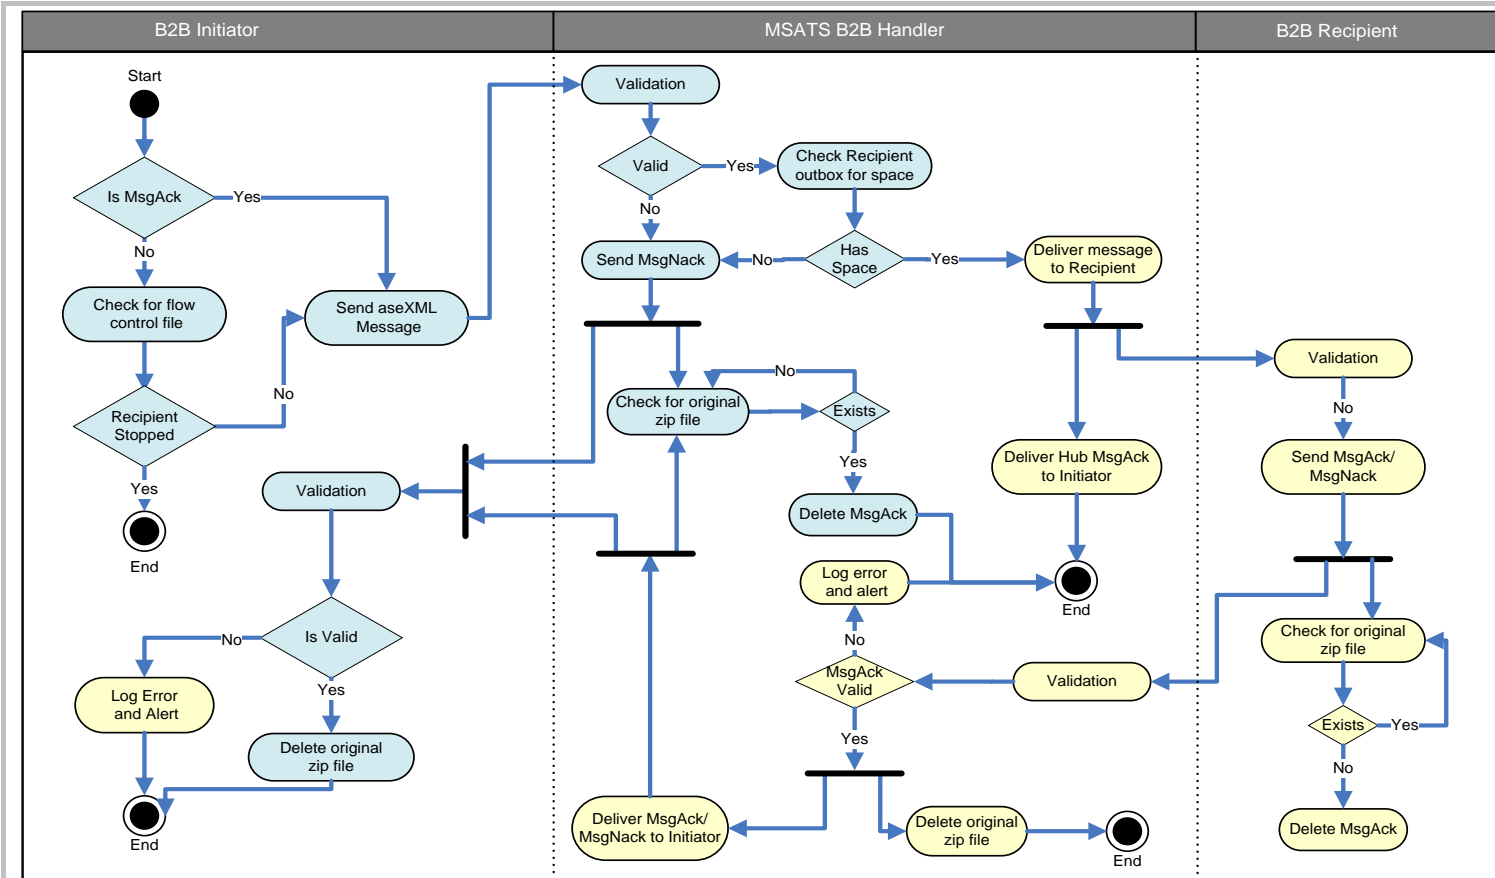 B2B Initiator
MSATS B2B Handler
B2B Recipient
Start
Is MsgAck
Yes
No
Check for flow
control file
Send aseXML
Message
Recipient
Stopped
No
Yes
End
Validation
Is Valid
No
Yes
Log Error
and Alert
Delete original
zip file
End
Validation
Valid
Yes
No
Check Recipient
outbox for space
Send MsgNack
No
Has
Space
Yes
Deliver message
to Recipient
No
Check for original
zip file
Exists
Yes
Delete MsgAck
Deliver Hub MsgAck
to Initiator
Log error
and alert
End
No
MsgAck
Valid
Validation
Yes
Deliver MsgAck/
MsgNack to Initiator
Delete original
zip file
End
Validation
No
Send MsgAck/
MsgNack
Check for original
zip file
Exists
Yes
No
Delete MsgAck